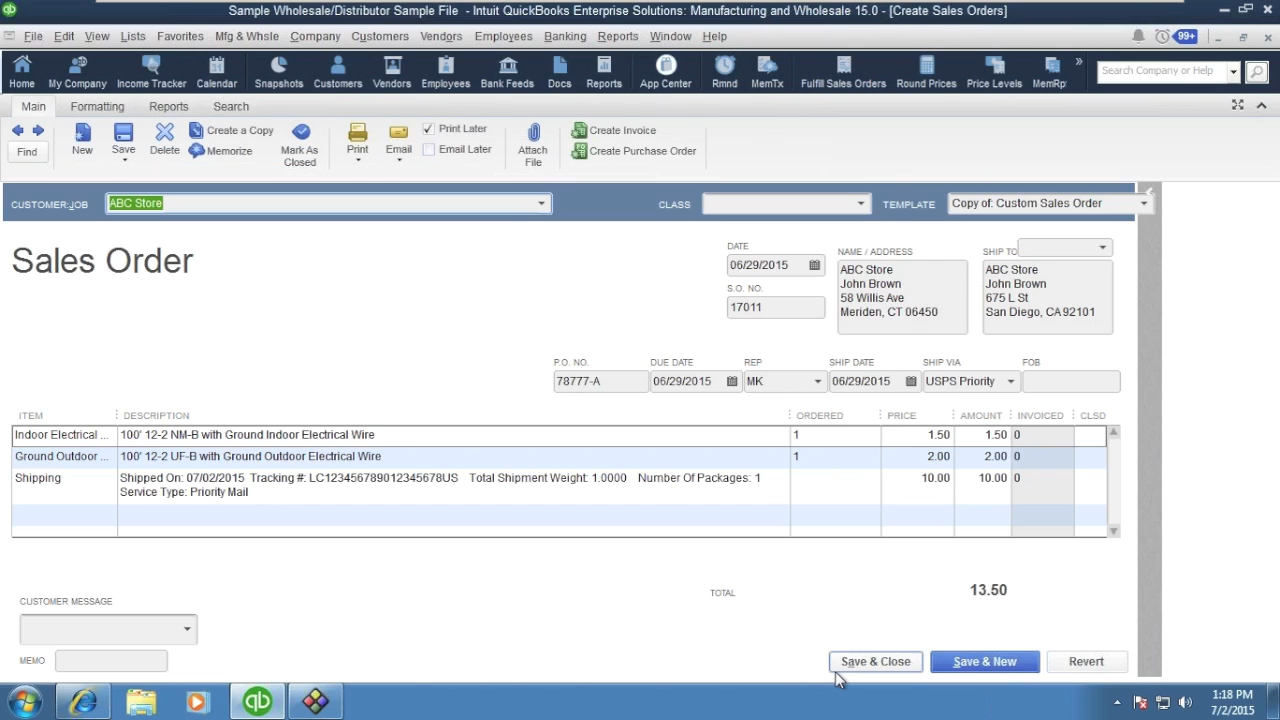 Sample Wholesale/Distributor Sample File - Intuit QuickBooks Enterprise Solutions: Manufacturing and Wholesale 15.0 - [Create Sales Orders]
File Edit View Lists Favorites Mfg & Whsle Company Customers Vendors Employees Banking Reports Window Help 99+
Home My Company Income Tracker Calendar Snapshots Customers Vendors Employees Bank Feeds Docs Reports App Center Rmnd MemTx Fulfill Sales Orders Round Prices Price Levels MemRp » Search Company or Help
Main Formatting Reports Search
Find New Save Delete Create a Copy Memorize Mark As Closed Print Email Print Later Email Later Attach File Create Invoice Create Purchase Order
CUSTOMER:JOB ABC Store CLASS TEMPLATE Copy of: Custom Sales Order
Sales Order
DATE
06/29/2015
S.O. NO.
17011
NAME / ADDRESS
ABC Store
John Brown
58 Willis Ave
Meriden, CT 06450
SHIP TO
ABC Store
John Brown
675 L St
San Diego, CA 92101
P.O. NO. DUE DATE REP SHIP DATE SHIP VIA FOB
78777-A 06/29/2015 MK 06/29/2015 USPS Priority
ITEM DESCRIPTION ORDERED PRICE AMOUNT INVOICED CLSD
Indoor Electrical ... 100' 12-2 NM-B with Ground Indoor Electrical Wire 1 1.50 1.50 0
Ground Outdoor ... 100' 12-2 UF-B with Ground Outdoor Electrical Wire 1 2.00 2.00 0
Shipping Shipped On: 07/02/2015 Tracking #: LC123456789012345678US Total Shipment Weight: 1.0000 Number Of Packages: 1 10.00 10.00 0
Service Type: Priority Mail
TOTAL 13.50
CUSTOMER MESSAGE
MEMO
Save & Close Save & New Revert
qb
1:18 PM
7/2/2015